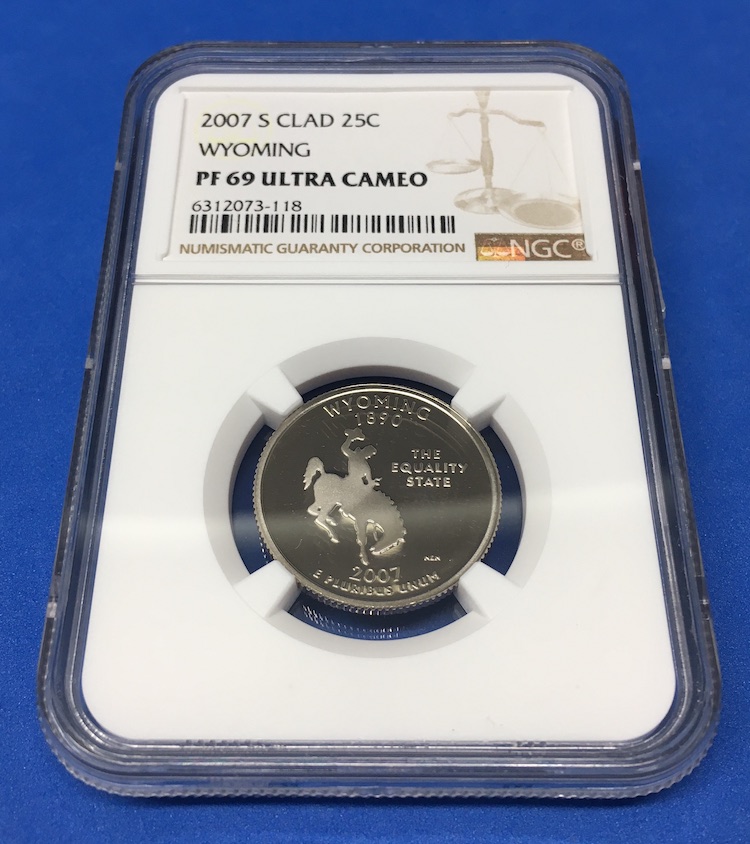 2007 S CLAD 25C
WYOMING
PF 69 ULTRA CAMEO
6312073-118
NUMISMATIC GUARANTY CORPORATION
NGC®
WYOMING
1890
THE
EQUALITY
STATE
2007
E PLURIBUS UNUM